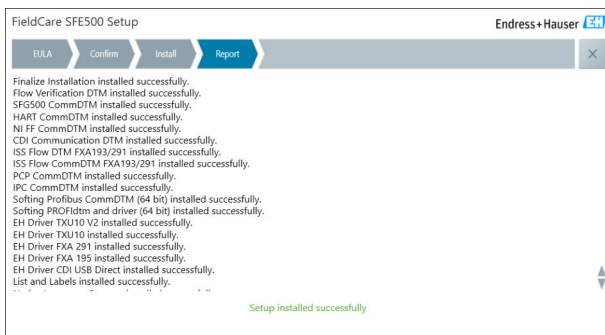 FieldCare SFE500 Setup
Endress+Hauser EH
EULA
Confirm
Install
Report
Finalize Installation installed successfully.
Flow Verification DTM installed successfully.
SFG500 CommDTM installed successfully.
HART CommDTM installed successfully.
NI FF CommDTM installed successfully.
CDI Communication DTM installed successfully.
ISS Flow DTM FXA193/291 installed successfully.
ISS Flow CommDTM FXA193/291 installed successfully.
PCP CommDTM installed successfully.
IPC CommDTM installed successfully.
Softing Profibus CommDTM (64 bit) installed successfully.
Softing PROFIdtm and driver (64 bit) installed successfully.
EH Driver TXU10 V2 installed successfully.
EH Driver TXU10 installed successfully.
EH Driver FXA 291 installed successfully.
EH Driver FXA 195 installed successfully.
EH Driver CDI USB Direct installed successfully.
List and Labels installed successfully.
Setup installed successfully